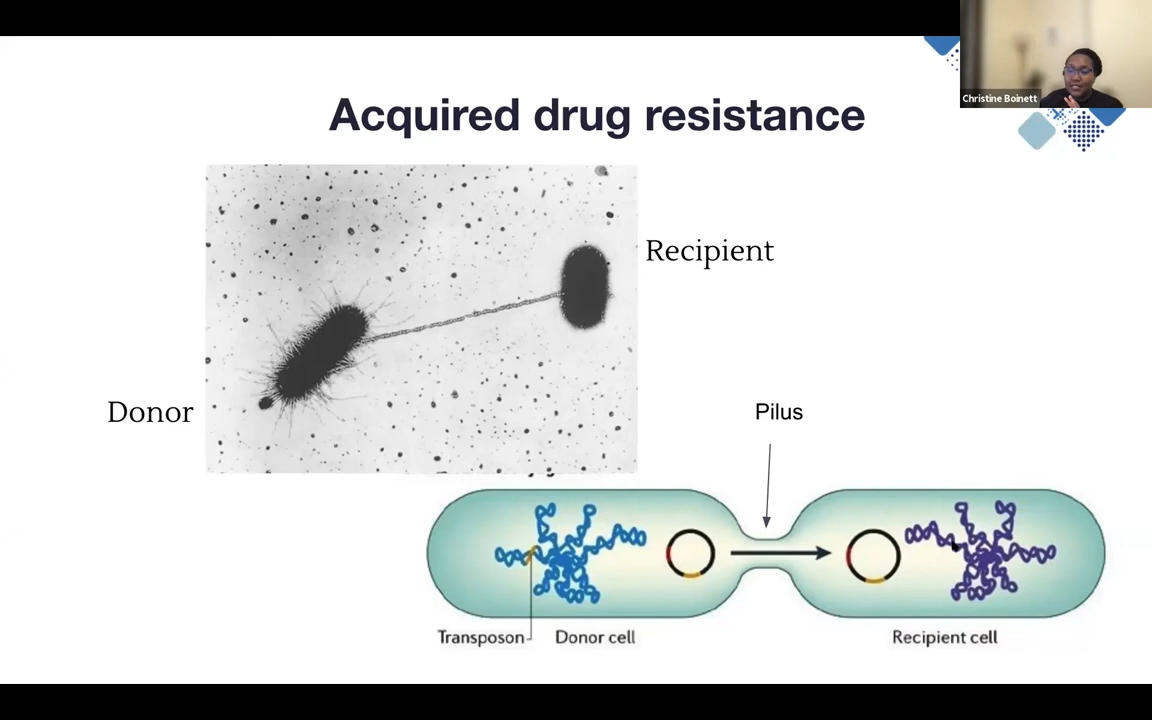 Christine Boinett
Acquired drug resistance
Recipient
Donor
Pilus
Transposon
Donor cell
Recipient cell